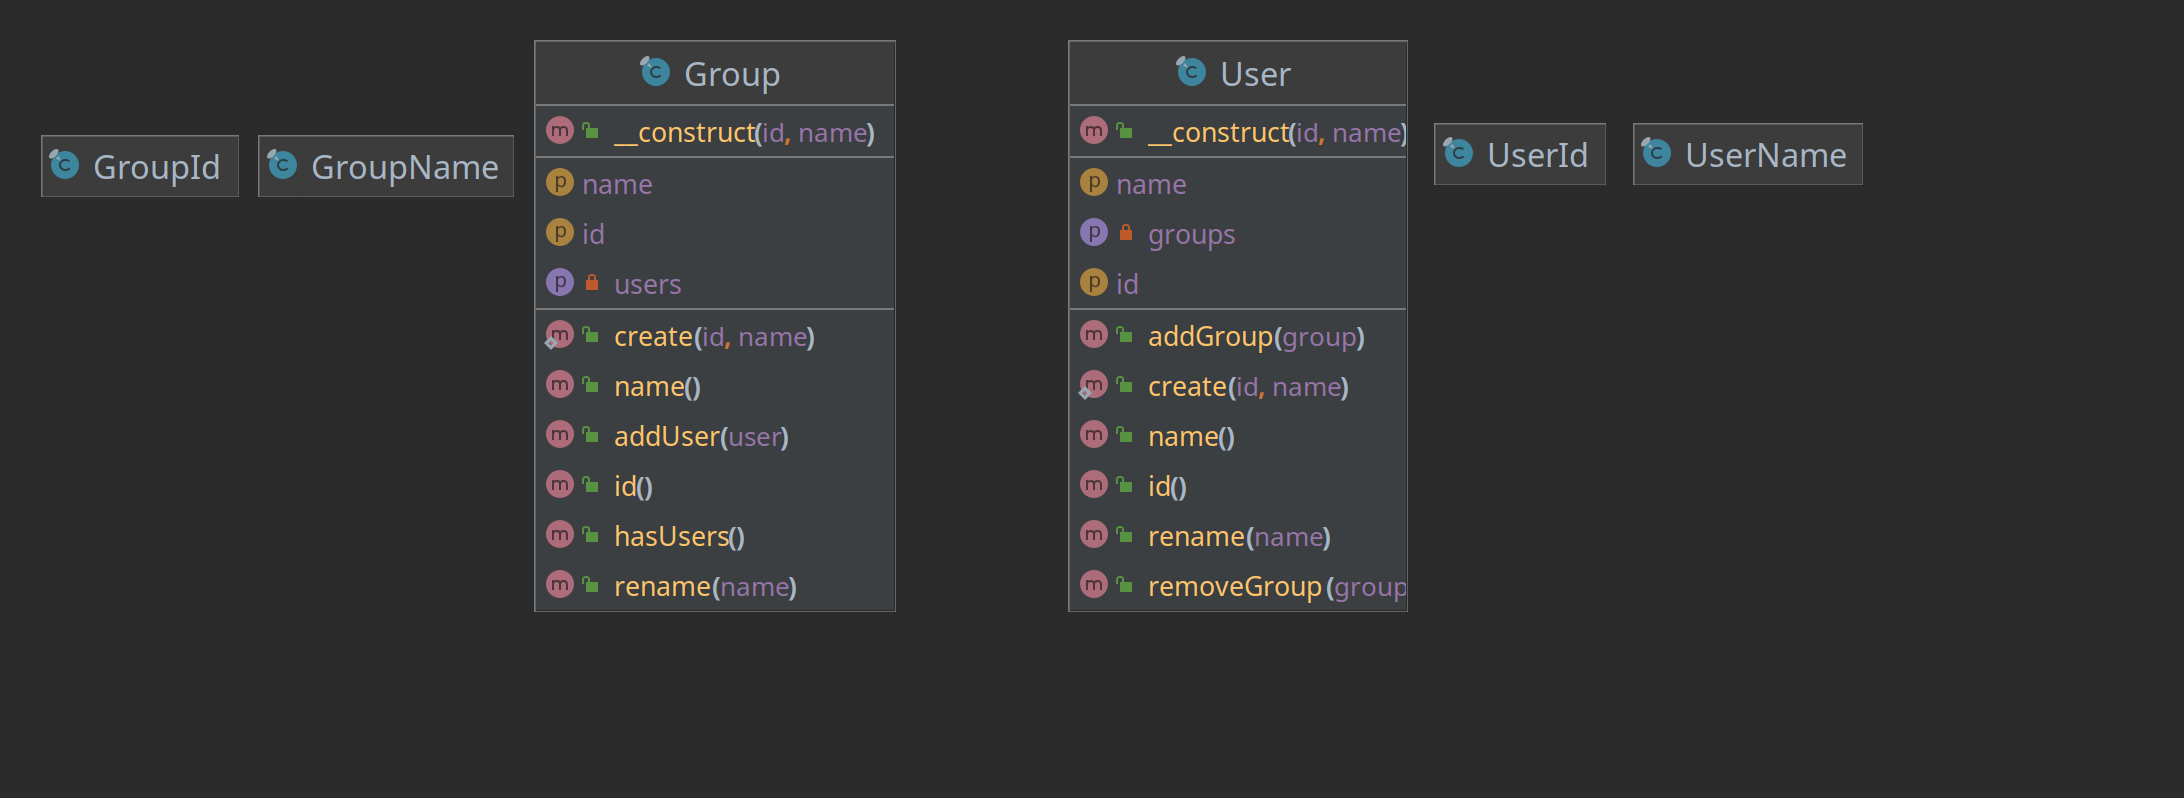 GroupId
GroupName
Group
__construct(id, name)
name
id
users
create(id, name)
name()
addUser(user)
id()
hasUsers()
rename(name)
User
__construct(id, name)
name
groups
id
addGroup(group)
create(id, name)
name()
id()
rename(name)
removeGroup(group
UserId
UserName